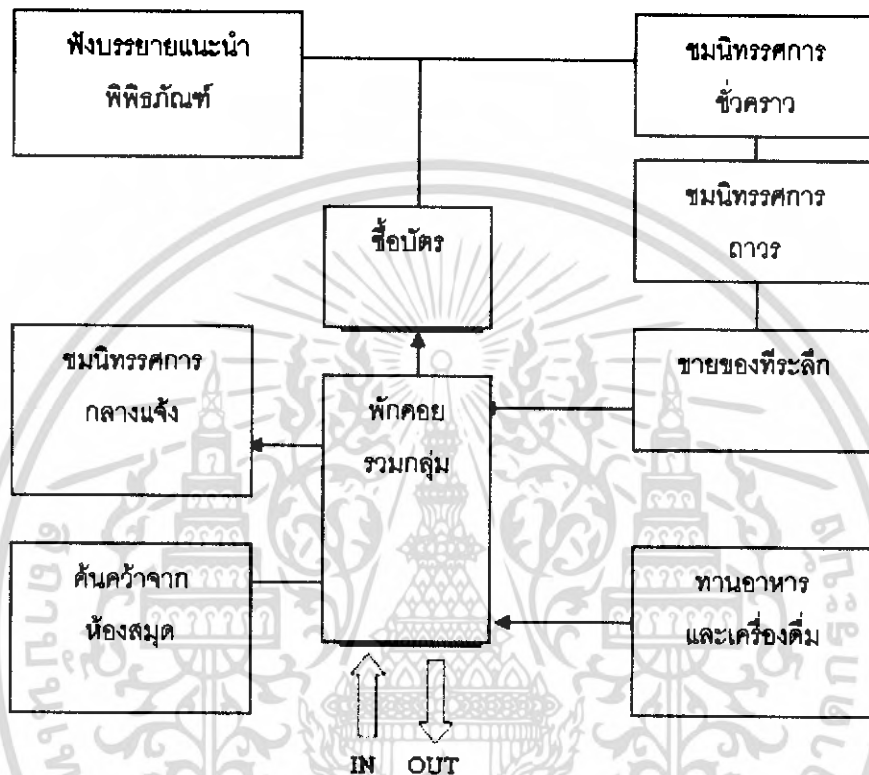 ฟังบรรยายแนะนำ
พิพิธภัณฑ์
ชมนิทรรศการ
ชั่วคราว
ชมนิทรรศการ
ถาวร
ซื้อบัตร
ชมนิทรรศการ
กลางแจ้ง
พักคอย
รวมกลุ่ม
ขายของที่ระลึก
ค้นคว้าจาก
ห้องสมุด
ทานอาหาร
และเครื่องดื่ม
IN OUT